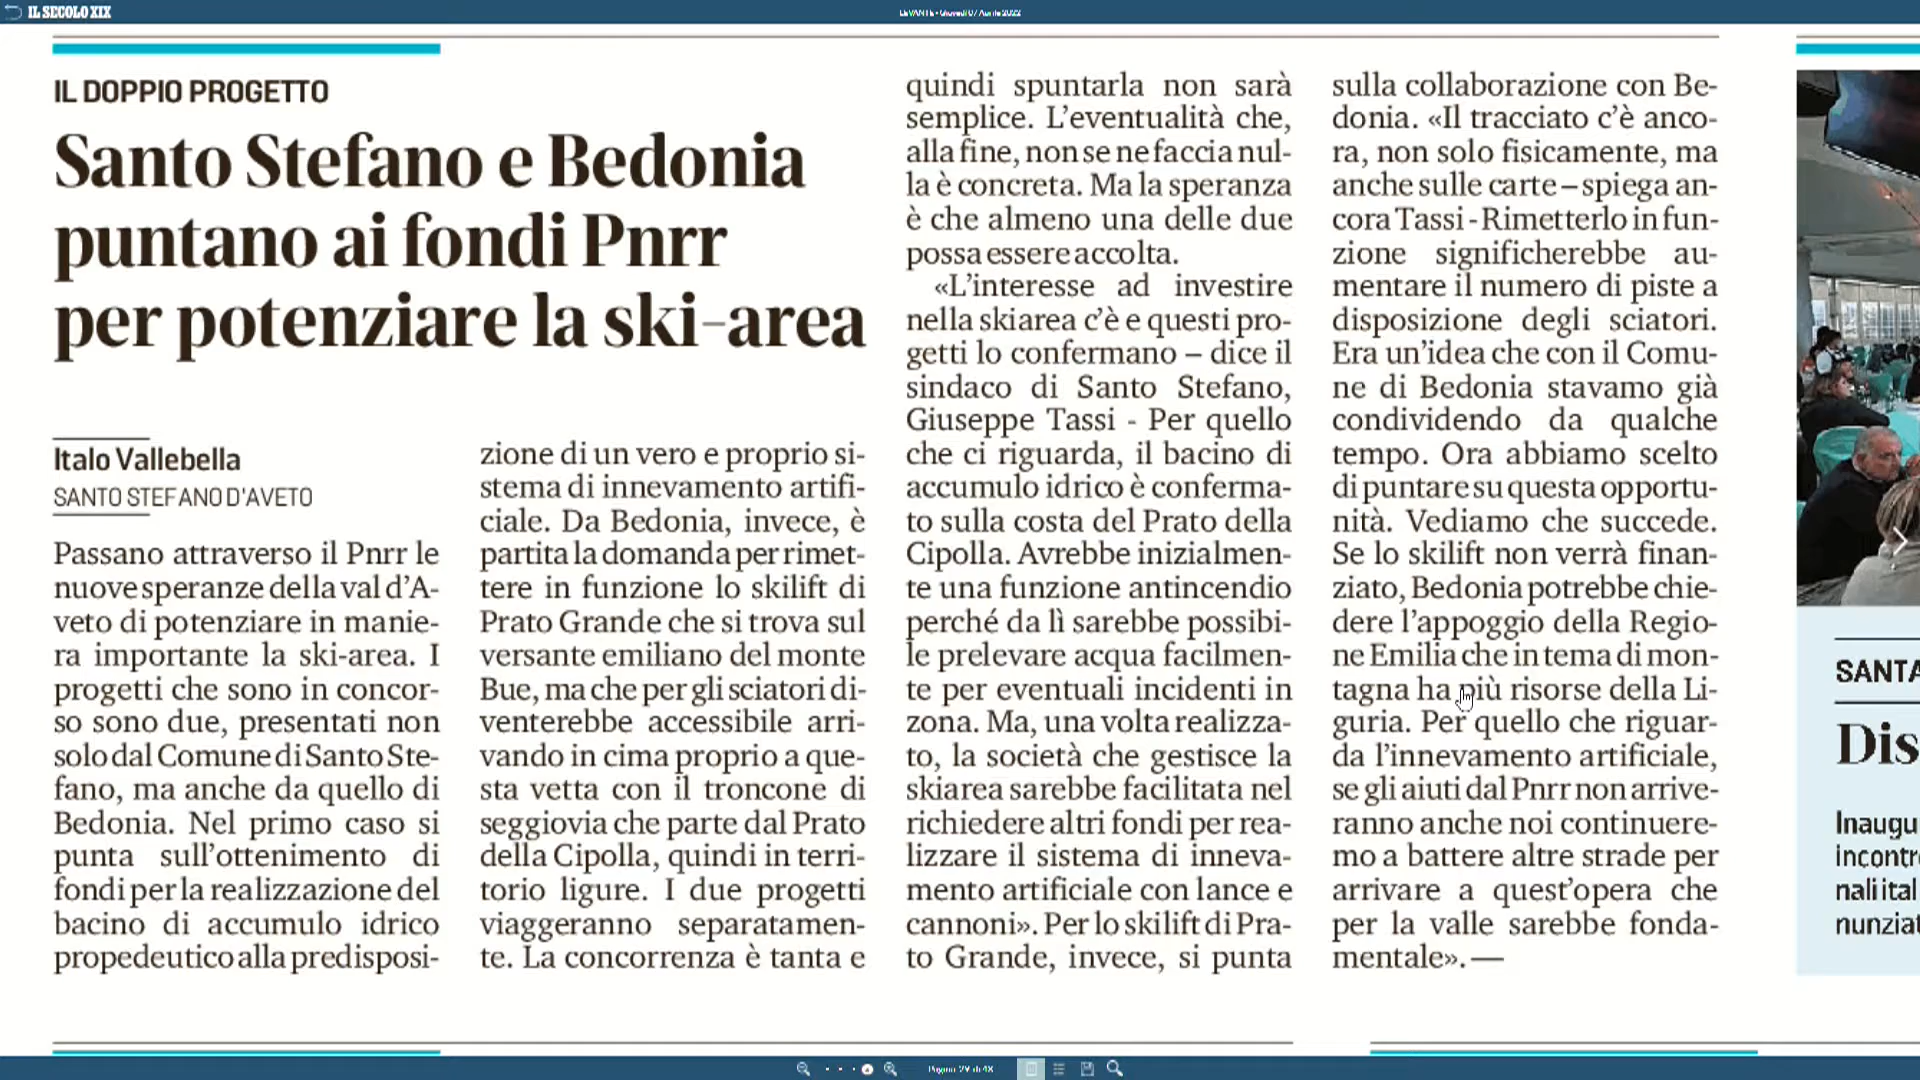 IL SECOLO XIX
LEVANTE - Giovedì 07 Aprile 2022
IL DOPPIO PROGETTO
Santo Stefano e Bedonia
puntano ai fondi Pnrr
per potenziare la ski-area
Italo Vallebella
SANTO STEFANO D'AVETO
Passano attraverso il Pnrr le
nuove speranze della val d'A-
veto di potenziare in manie-
ra importante la ski-area. I
progetti che sono in concor-
so sono due, presentati non
solo dal Comune di Santo Ste-
fano, ma anche da quello di
Bedonia. Nel primo caso si
punta sull'ottenimento di
fondi per la realizzazione del
bacino di accumulo idrico
propedeutico alla predisposi-
zione di un vero e proprio si-
stema di innevamento artifi-
ciale. Da Bedonia, invece, è
partita la domanda per rimet-
tere in funzione lo skilift di
Prato Grande che si trova sul
versante emiliano del monte
Bue, ma che per gli sciatori di-
venterebbe accessibile arri-
vando in cima proprio a que-
sta vetta con il troncone di
seggiovia che parte dal Prato
della Cipolla, quindi in terri-
torio ligure. I due progetti
viaggeranno separatamen-
te. La concorrenza è tanta e
quindi spuntarla non sarà
semplice. L'eventualità che,
alla fine, non se ne faccia nul-
la è concreta. Ma la speranza
è che almeno una delle due
possa essere accolta.
«L'interesse ad investire
nella skiarea c'è e questi pro-
getti lo confermano – dice il
sindaco di Santo Stefano,
Giuseppe Tassi - Per quello
che ci riguarda, il bacino di
accumulo idrico è conferma-
to sulla costa del Prato della
Cipolla. Avrebbe inizialmen-
te una funzione antincendio
perché da lì sarebbe possibi-
le prelevare acqua facilmen-
te per eventuali incidenti in
zona. Ma, una volta realizza-
to, la società che gestisce la
skiarea sarebbe facilitata nel
richiedere altri fondi per rea-
lizzare il sistema di inneva-
mento artificiale con lance e
cannoni». Per lo skilift di Pra-
to Grande, invece, si punta
sulla collaborazione con Be-
donia. «Il tracciato c'è anco-
ra, non solo fisicamente, ma
anche sulle carte – spiega an-
cora Tassi - Rimetterlo in fun-
zione significherebbe au-
mentare il numero di piste a
disposizione degli sciatori.
Era un'idea che con il Comu-
ne di Bedonia stavamo già
condividendo da qualche
tempo. Ora abbiamo scelto
di puntare su questa opportu-
nità. Vediamo che succede.
Se lo skilift non verrà finan-
ziato, Bedonia potrebbe chie-
dere l'appoggio della Regio-
ne Emilia che in tema di mon-
tagna ha più risorse della Li-
guria. Per quello che riguar-
da l'innevamento artificiale,
se gli aiuti dal Pnrr non arrive-
ranno anche noi continuere-
mo a battere altre strade per
arrivare a quest'opera che
per la valle sarebbe fonda-
mentale». —
SANTA
Dis
Inaugu
incontr
nali ital
nunziat
Pagina 29 di 48